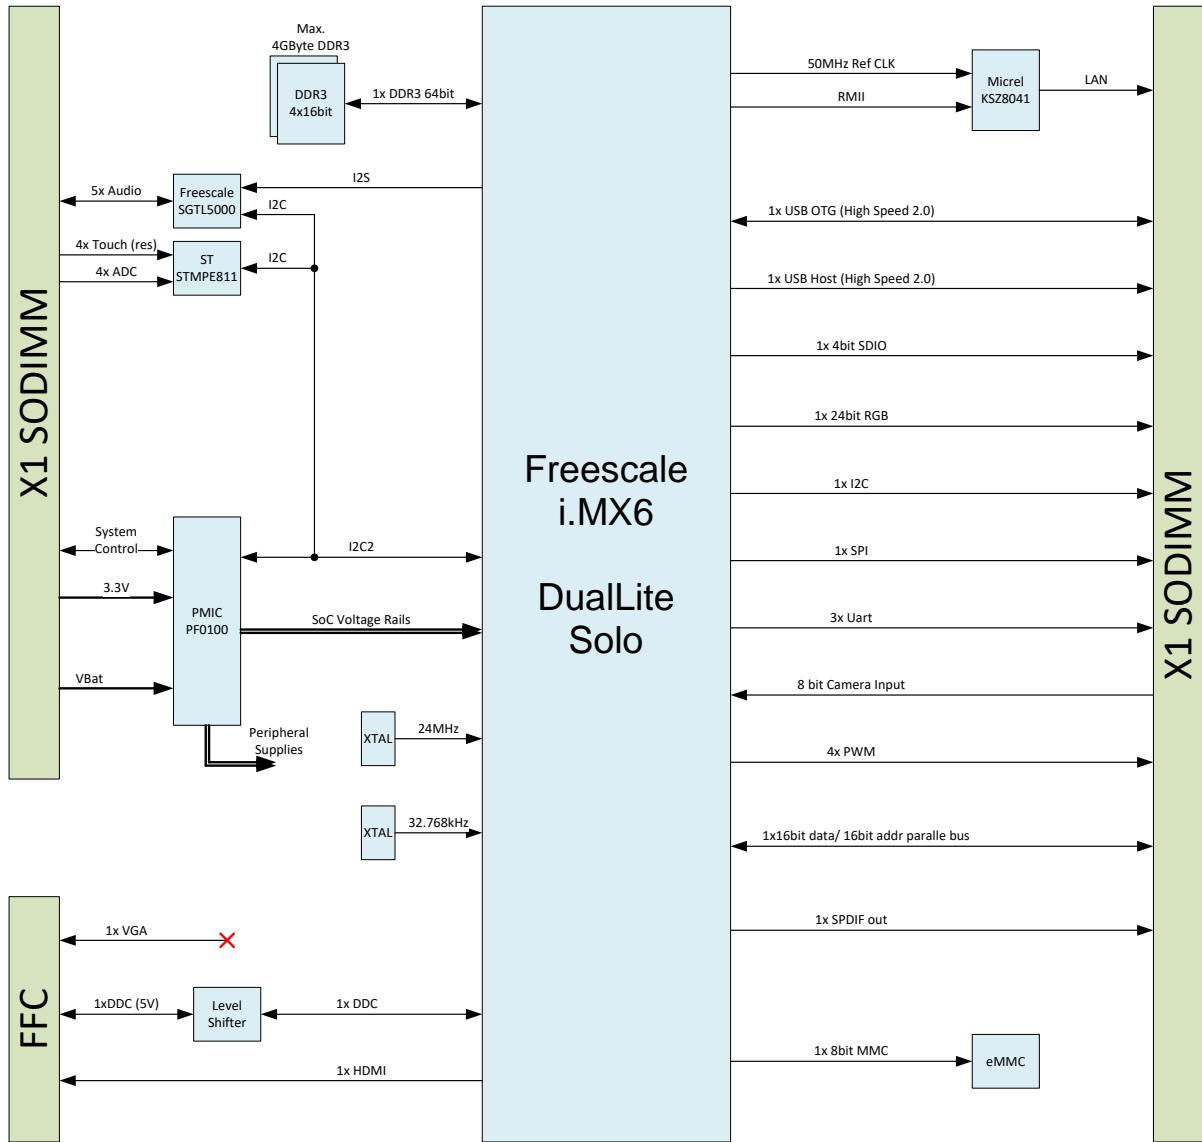 Max.
4GByte DDR3
DDR3
4x16bit
1x DDR3 64bit
50MHz Ref CLK
RMII
Micrel
KSZ8041
LAN
5x Audio
Freescale
SGTL5000
I2S
I2C
4x Touch (res)
4x ADC
ST
STMPE811
I2C
X1 SODIMM
System
Control
3.3V
VBat
PMIC
PF0100
I2C2
SoC Voltage Rails
Peripheral
Supplies
XTAL
24MHz
XTAL
32.768kHz
FFC
1x VGA
1xDDC (5V)
Level
Shifter
1x DDC
1x HDMI
Freescale
i.MX6
DualLite
Solo
1x USB OTG (High Speed 2.0)
1x USB Host (High Speed 2.0)
1x 4bit SDIO
1x 24bit RGB
1x I2C
1x SPI
3x Uart
8 bit Camera Input
4x PWM
1x16bit data/ 16bit addr paralle bus
1x SPDIF out
1x 8bit MMC
eMMC
X1 SODIMM